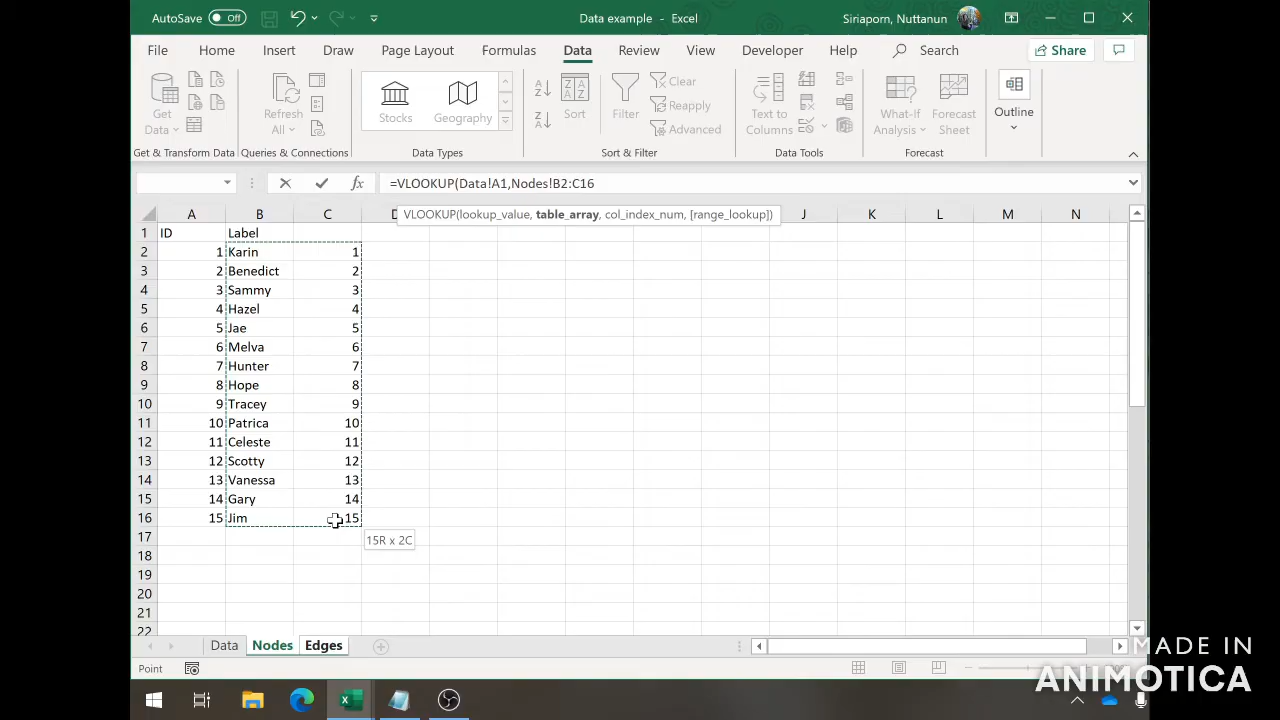 AutoSave Off Data example - Excel Siriaporn, Nuttanun
File Home Insert Draw Page Layout Formulas Data Review View Developer Help Search Share
Get Data Refresh All Stocks Geography Sort Filter Clear Reapply Advanced Text to Columns What-If Analysis Forecast Sheet Outline
Get & Transform Data Queries & Connections Data Types Sort & Filter Data Tools Forecast
fx =VLOOKUP(Data!A1,Nodes!B2:C16
VLOOKUP(lookup_value, table_array, col_index_num, [range_lookup])
A B C D J K L M N
1 ID Label
2 1 Karin 1
3 2 Benedict 2
4 3 Sammy 3
5 4 Hazel 4
6 5 Jae 5
7 6 Melva 6
8 7 Hunter 7
9 8 Hope 8
10 9 Tracey 9
11 10 Patrica 10
12 11 Celeste 11
13 12 Scotty 12
14 13 Vanessa 13
15 14 Gary 14
16 15 Jim 15
17
15R x 2C
18
19
20
21
22
Data Nodes Edges
Point
MADE IN
ANIMOTICA